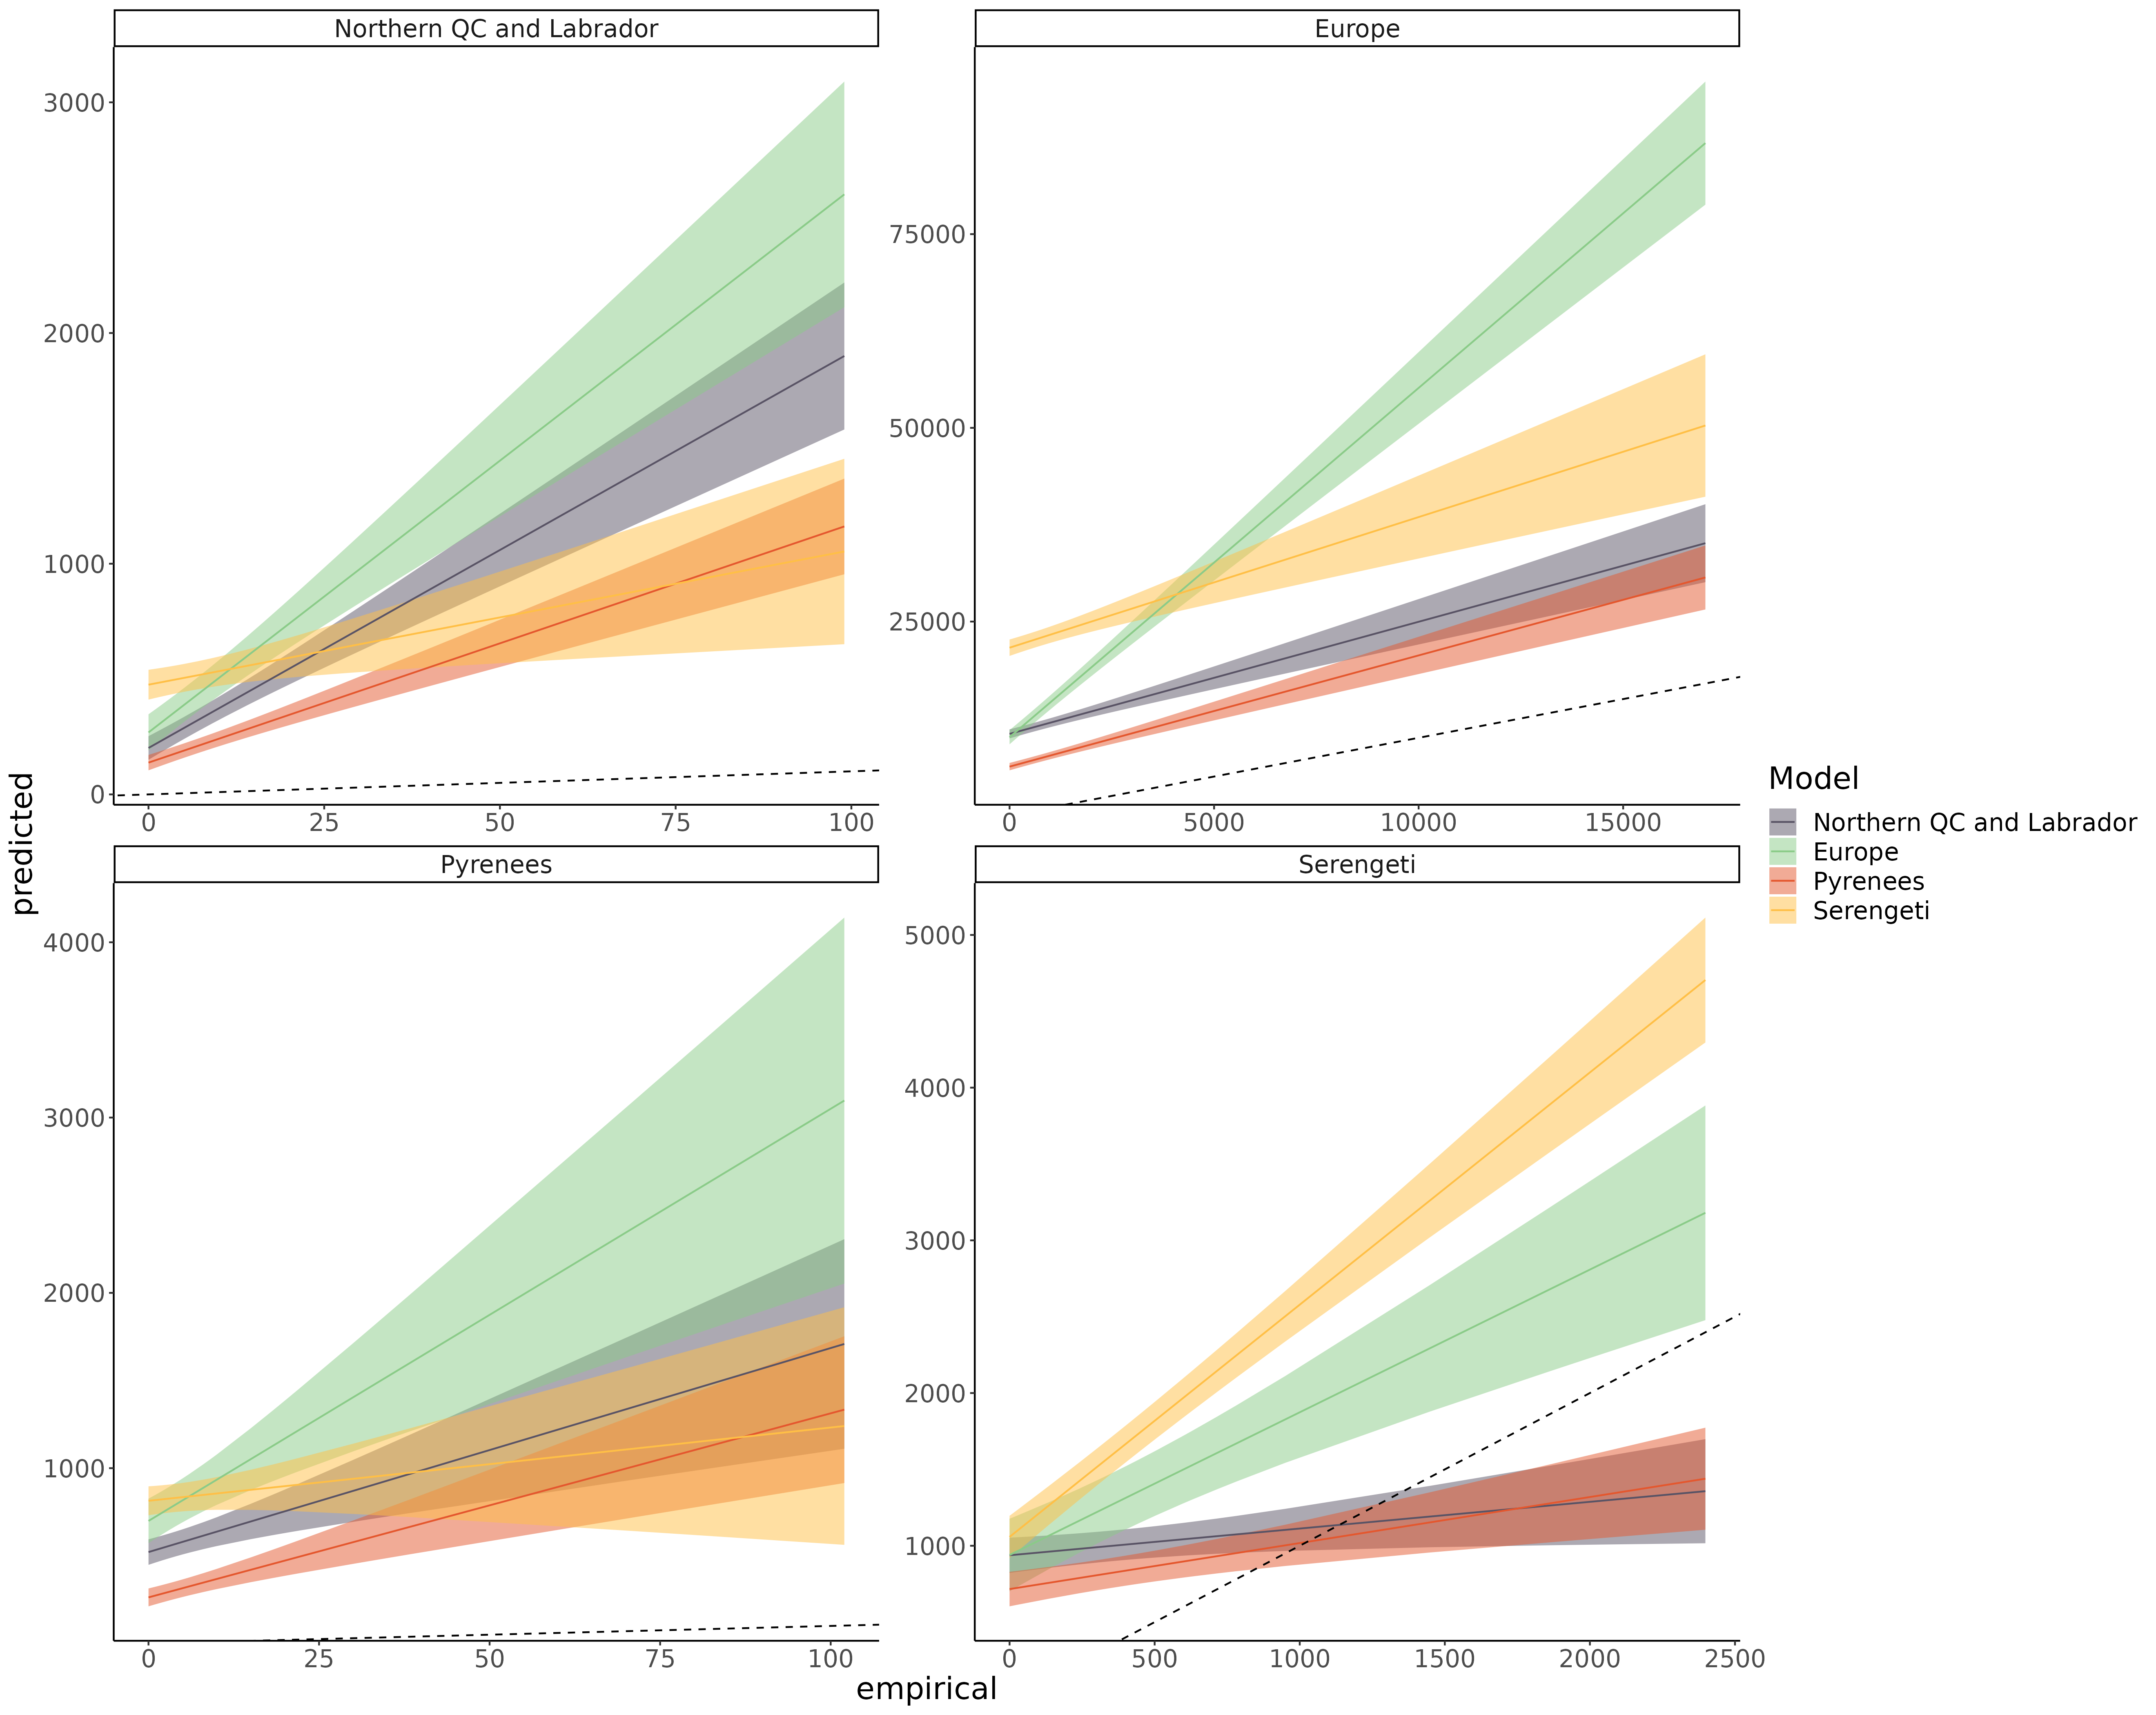 Northern QC and Labrador
Europe
3000
2000
1000
0
0 25 50 75 100
75000
50000
25000
0 5000 10000 15000
Pyrenees
Serengeti
4000
3000
2000
1000
0 25 50 75 100
5000
4000
3000
2000
1000
0 500 1000 1500 2000 2500
predicted
empirical
Model
Northern QC and Labrador
Europe
Pyrenees
Serengeti